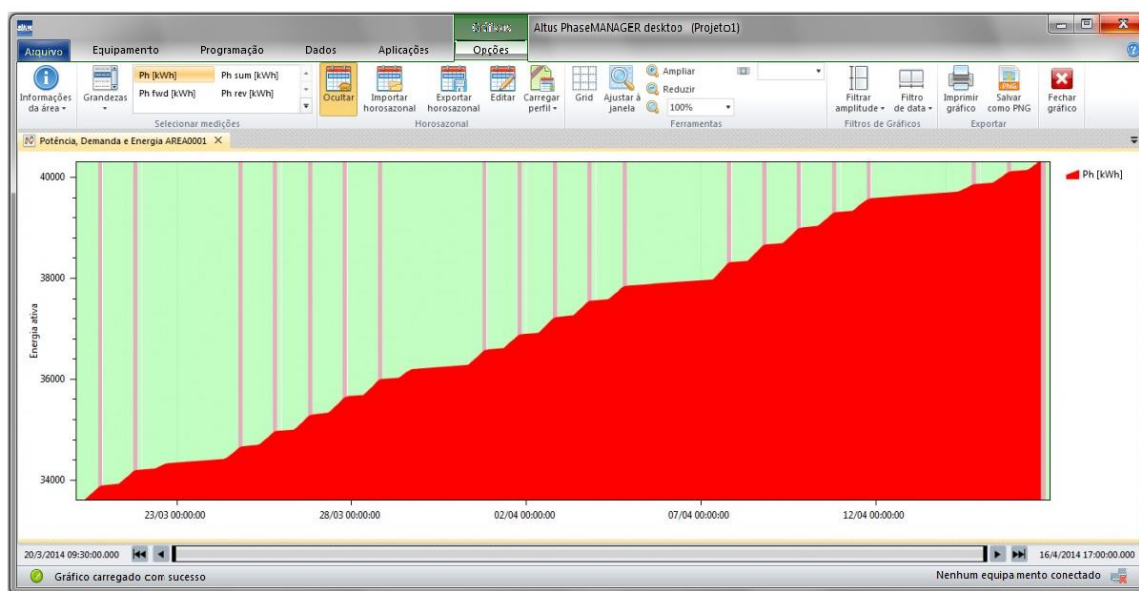 altus
Gráficos
Altus PhaseMANAGER desktop (Projeto1)
Arquivo
Equipamento
Programação
Dados
Aplicações
Opções
Informações da área
Grandezas
Ph [kWh]
Ph sum [kWh]
Ph fwd [kWh]
Ph rev [kWh]
Selecionar medições
Ocultar
Importar horosazonal
Exportar horosazonal
Editar
Carregar perfil
Horosazonal
Grid
Ajustar à janela
Ampliar
Reduzir
100%
Ferramentas
Filtrar amplitude
Filtro de data
Filtros de Gráficos
Imprimir gráfico
PNG
Salvar como PNG
Exportar
Fechar gráfico
Potência, Demanda e Energia AREA0001
Ph [kWh]
Energia ativa
40000
38000
36000
34000
23/03 00:00:00
28/03 00:00:00
02/04 00:00:00
07/04 00:00:00
12/04 00:00:00
20/3/2014 09:30:00.000
16/4/2014 17:00:00.000
Gráfico carregado com sucesso
Nenhum equipamento conectado